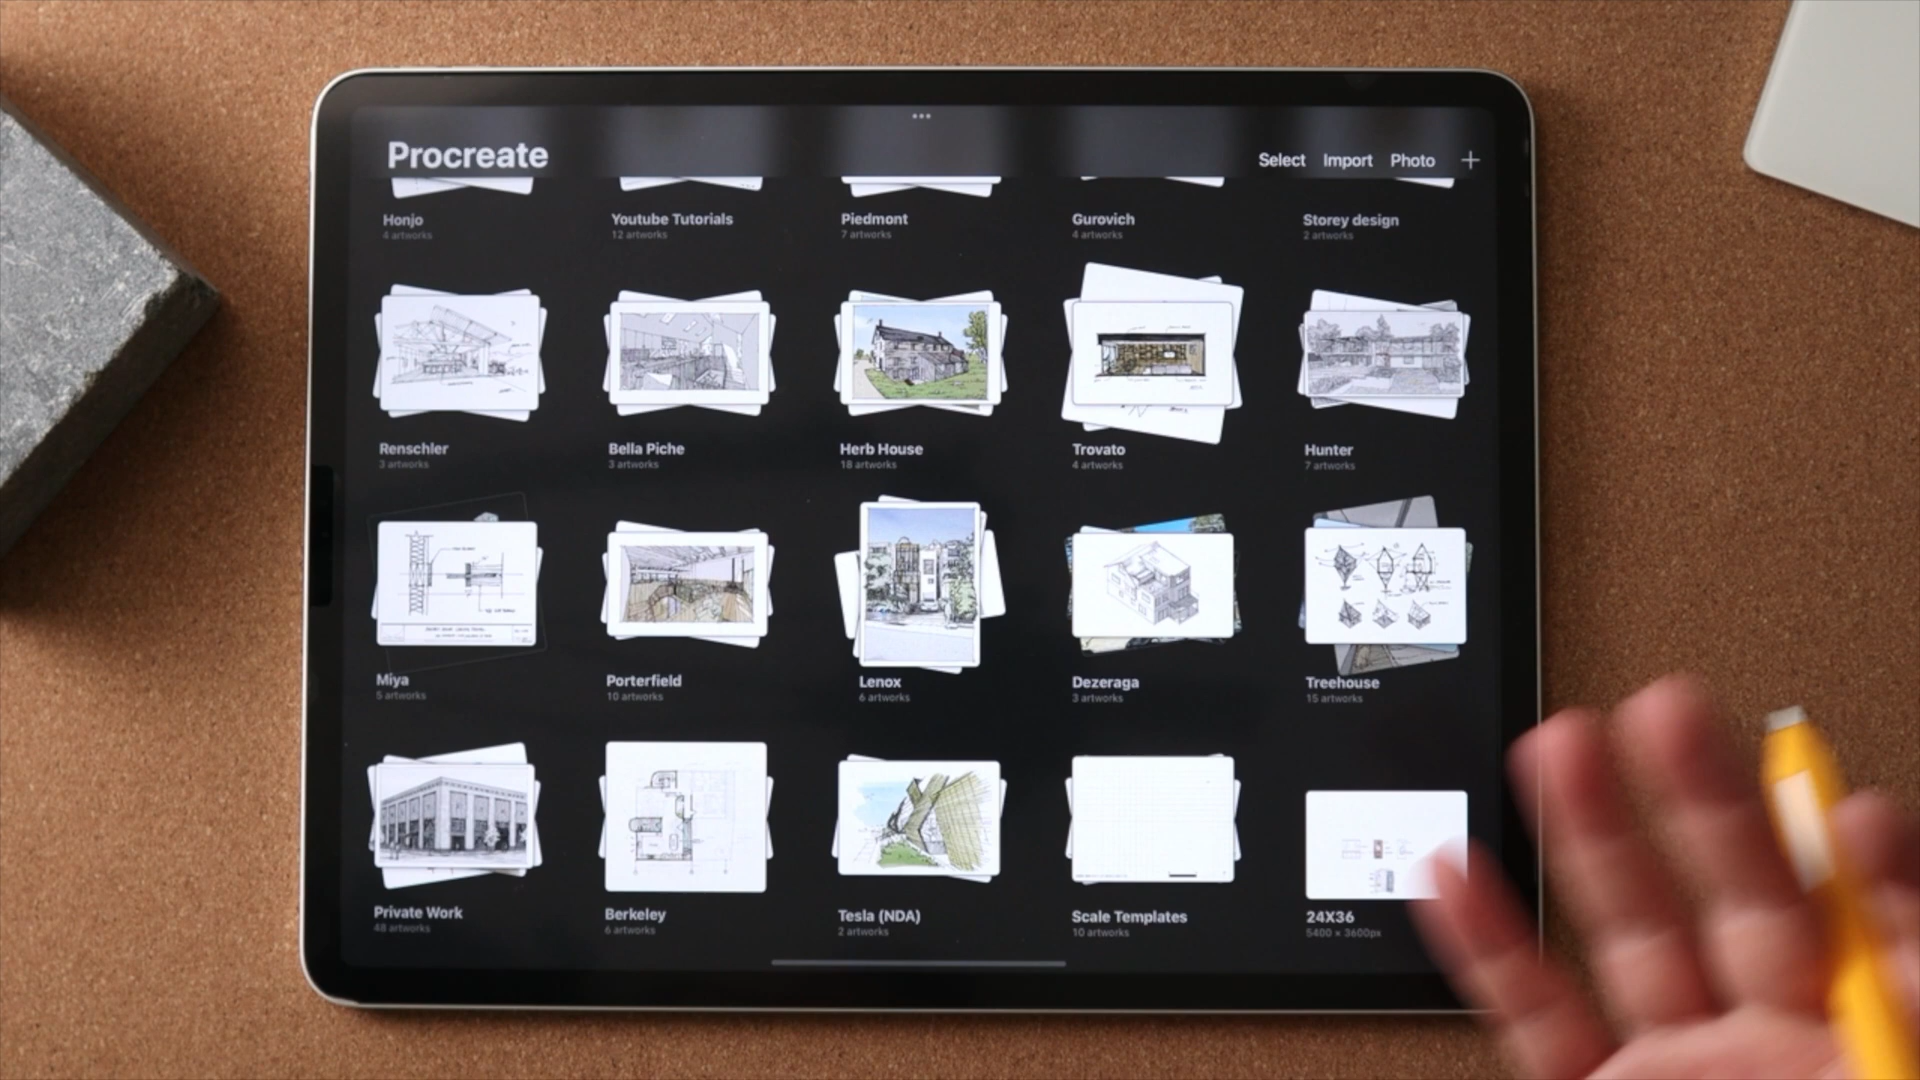 Procreate
Select Import Photo +
Honjo
4 artworks
Youtube Tutorials
12 artworks
Piedmont
7 artworks
Gurovich
4 artworks
Storey design
2 artworks
Renschler
3 artworks
Bella Piche
3 artworks
Herb House
18 artworks
Trovato
4 artworks
Hunter
7 artworks
Miya
5 artworks
Porterfield
10 artworks
Lenox
6 artworks
Dezeraga
3 artworks
Treehouse
15 artworks
Private Work
48 artworks
Berkeley
6 artworks
Tesla (NDA)
2 artworks
Scale Templates
10 artworks
24X36
5400 × 3600px